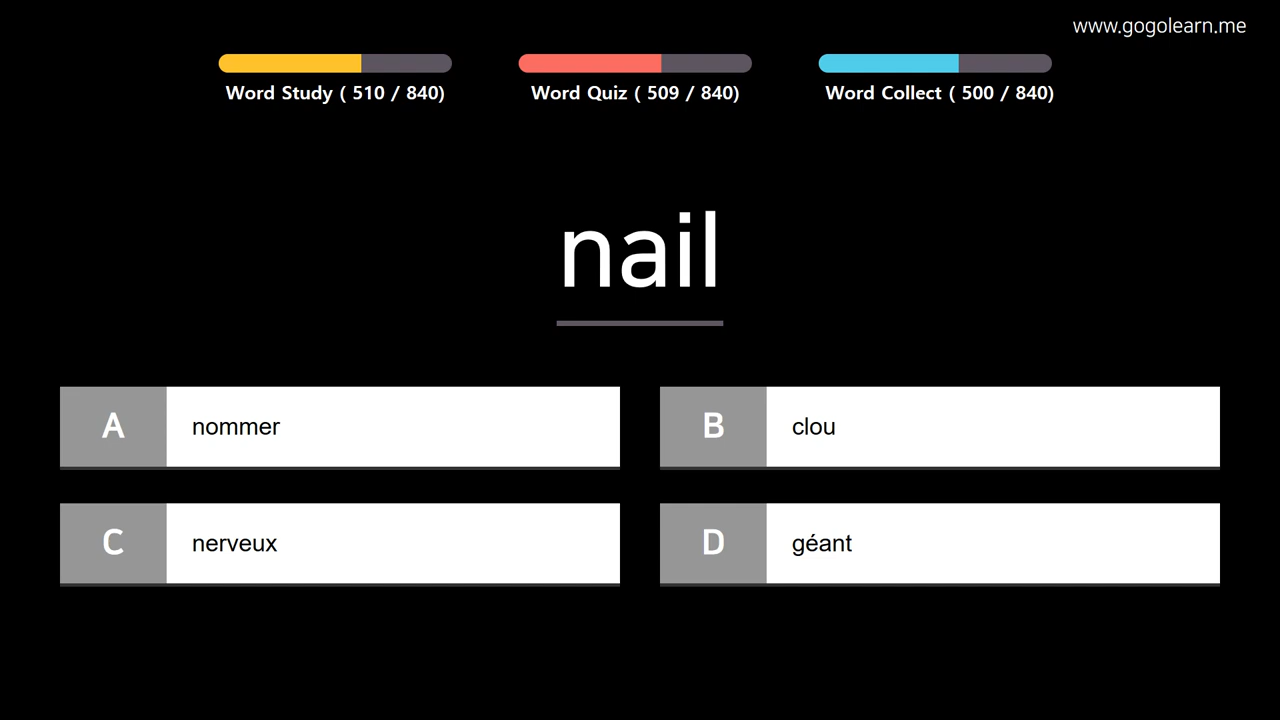 www.gogolearn.me
Word Study ( 510 / 840)
Word Quiz ( 509 / 840)
Word Collect ( 500 / 840)
nail
A nommer
B clou
C nerveux
D géant